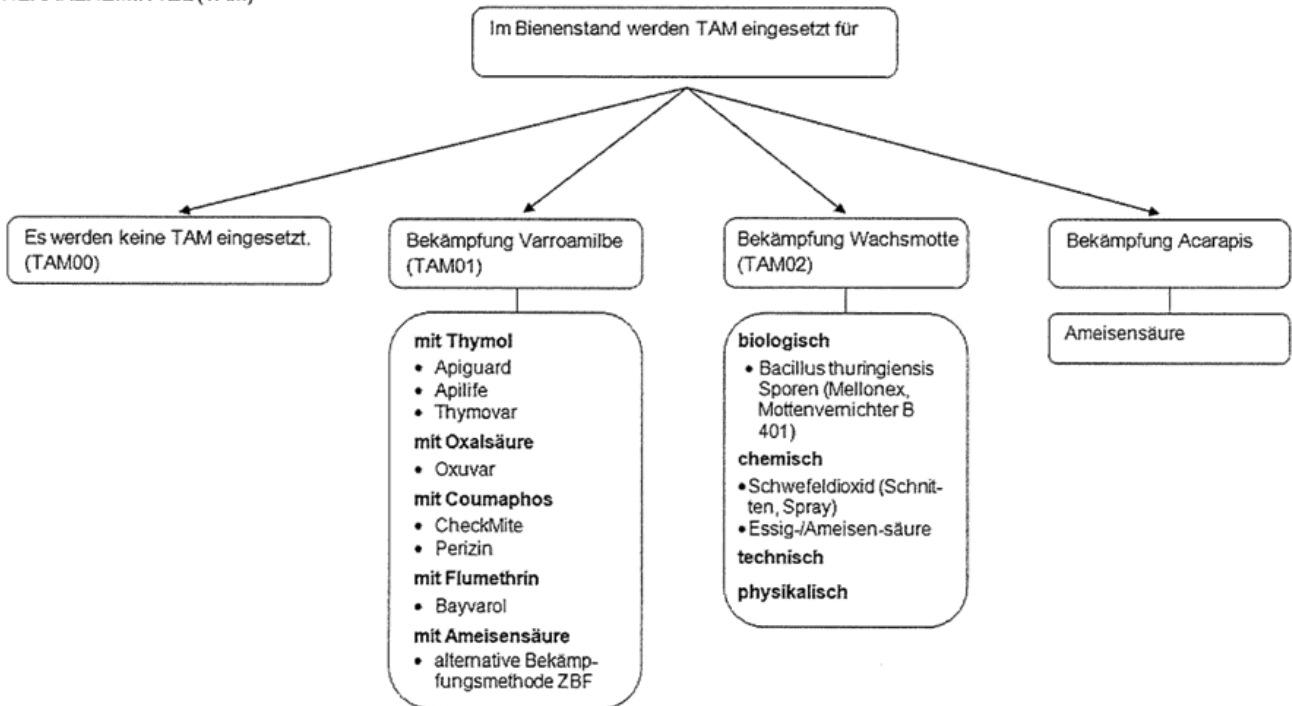 Im Bienenstand werden TAM eingesetzt für
Es werden keine TAM eingesetzt.
(TAM00)
Bekämpfung Varroamilbe
(TAM01)
mit Thymol
• Apiguard
• Apilife
• Thymovar
mit Oxalsäure
• Oxuvar
mit Coumaphos
• CheckMite
• Perizin
mit Flumethrin
• Bayvarol
mit Ameisensäure
• alternative Bekämp-
fungsmethode ZBF
Bekämpfung Wachsmotte
(TAM02)
biologisch
• Bacillus thuringiensis
Sporen (Mellonex,
Mottenvernichter B
401)
chemisch
• Schwefeldioxid (Schnit-
ten, Spray)
• Essig-/Ameisen-säure
technisch
physikalisch
Bekämpfung Acarapis
Ameisensäure